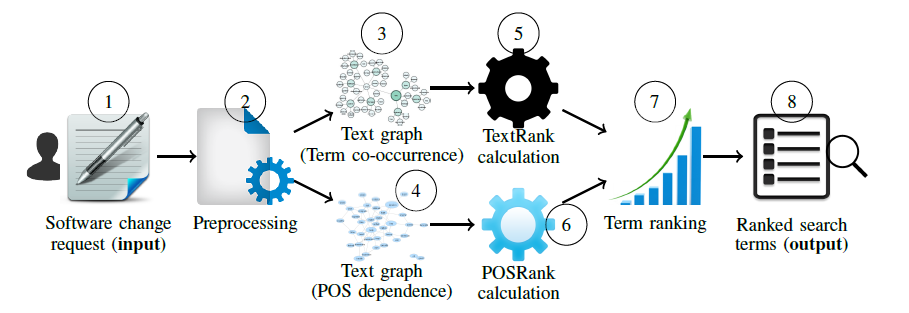 1
Software change
request (input)
2
Preprocessing
3
Text graph
(Term co-occurrence)
4
Text graph
(POS dependence)
5
TextRank
calculation
6
POSRank
calculation
7
Term ranking
8
Ranked search
terms (output)